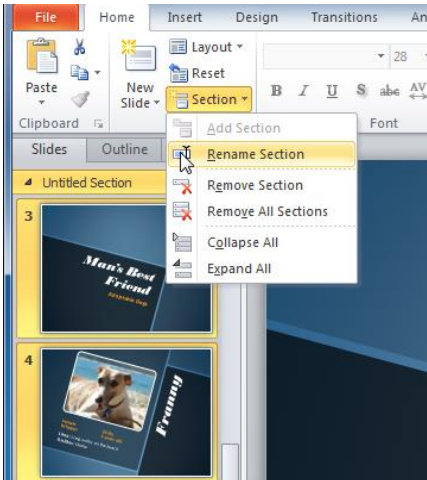 File Home Insert Design Transitions An
Layout
Reset
Section
Paste
New
Slide
Clipboard
28
B I U S abc AV
Font
Add Section
Rename Section
Remove Section
Remove All Sections
Collapse All
Expand All
Slides Outline
Untitled Section
3
Man's Best
Friend
Adoptable Dogs
4
Franny